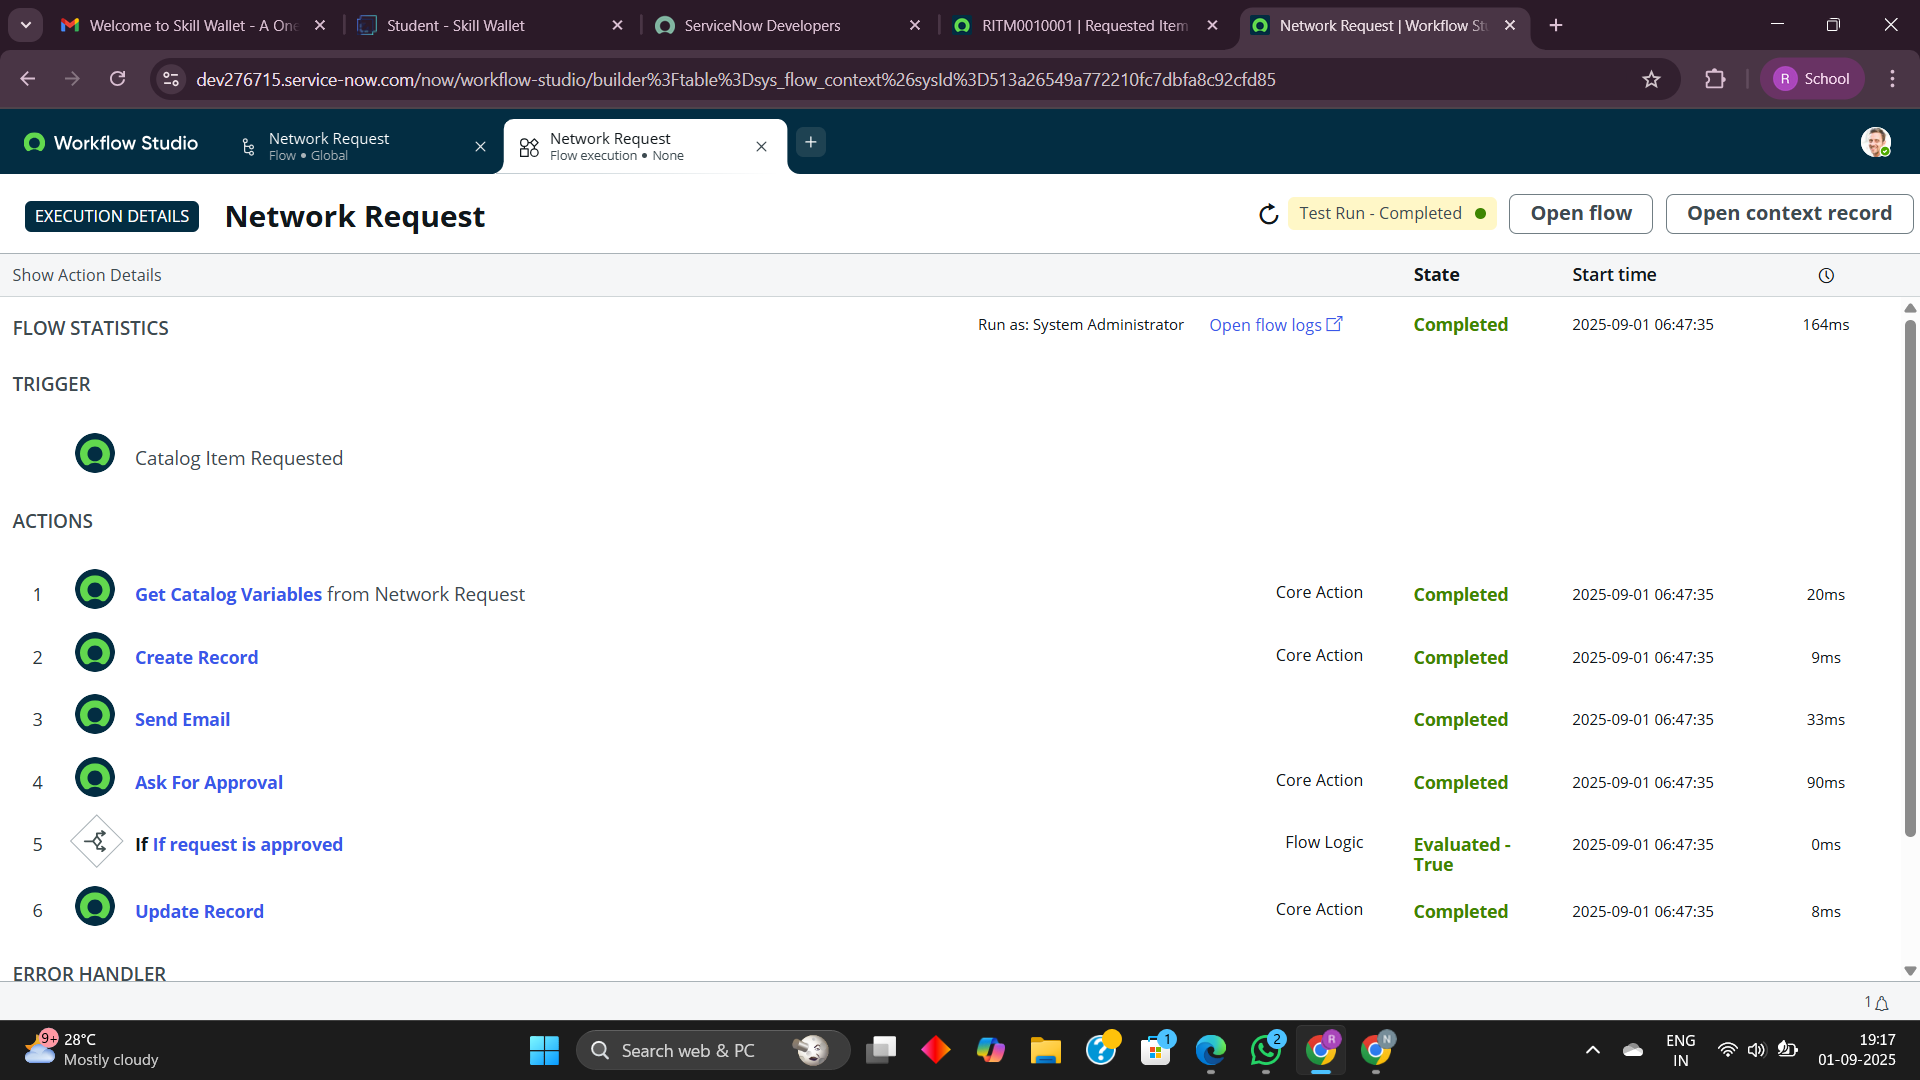 Welcome to Skill Wallet - A One
Student - Skill Wallet
ServiceNow Developers
RITM0010001 | Requested Item
Network Request | Workflow St
dev276715.service-now.com/now/workflow-studio/builder%3Ftable%3Dsys_flow_context%26sysId%3D513a26549a772210fc7dbfa8c92cfd85
R School
Workflow Studio
Network Request
Flow • Global
Network Request
Flow execution • None
EXECUTION DETAILS
Network Request
Test Run - Completed
Open flow
Open context record
Show Action Details
State
Start time
FLOW STATISTICS
Run as: System Administrator
Open flow logs
Completed
2025-09-01 06:47:35
164ms
TRIGGER
Catalog Item Requested
ACTIONS
1 Get Catalog Variables from Network Request Core Action Completed 2025-09-01 06:47:35 20ms
2 Create Record Core Action Completed 2025-09-01 06:47:35 9ms
3 Send Email Completed 2025-09-01 06:47:35 33ms
4 Ask For Approval Core Action Completed 2025-09-01 06:47:35 90ms
5 If If request is approved Flow Logic Evaluated - True 2025-09-01 06:47:35 0ms
6 Update Record Core Action Completed 2025-09-01 06:47:35 8ms
ERROR HANDLER
1
9+
28°C
Mostly cloudy
Search web & PC
1
2
R
N
ENG
IN
19:17
01-09-2025